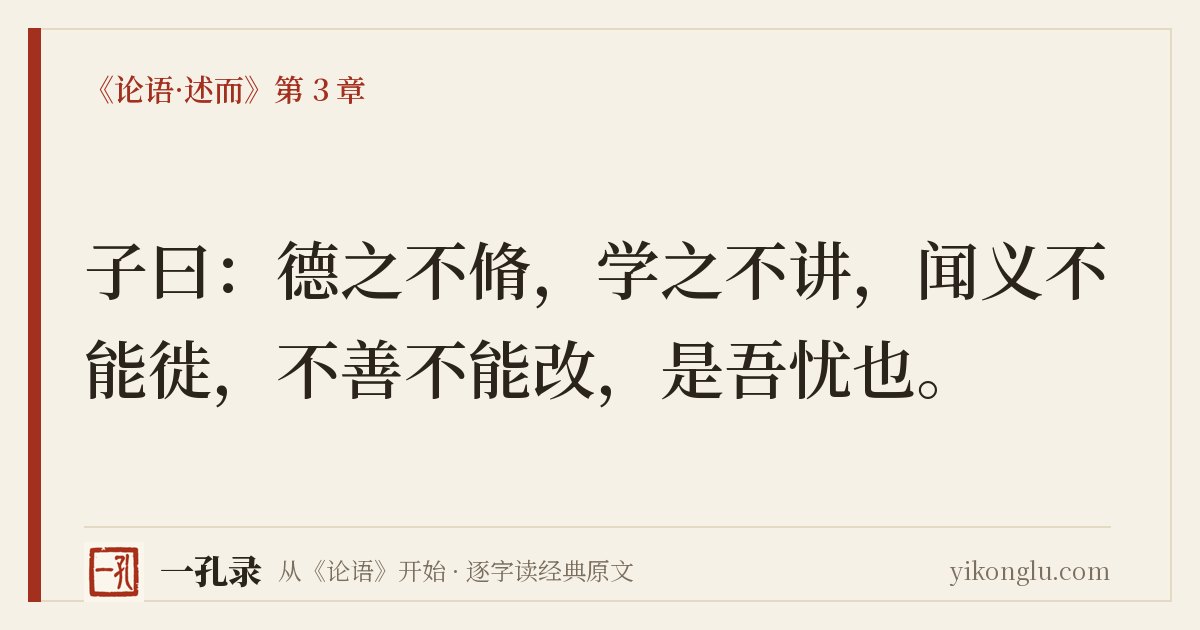 《论语·述而》第 3 章
子曰：德之不脩，学之不讲，闻义不
能徙，不善不能改，是吾忧也。
一孔
一孔录 从《论语》开始 · 逐字读经典原文 yikonglu.com